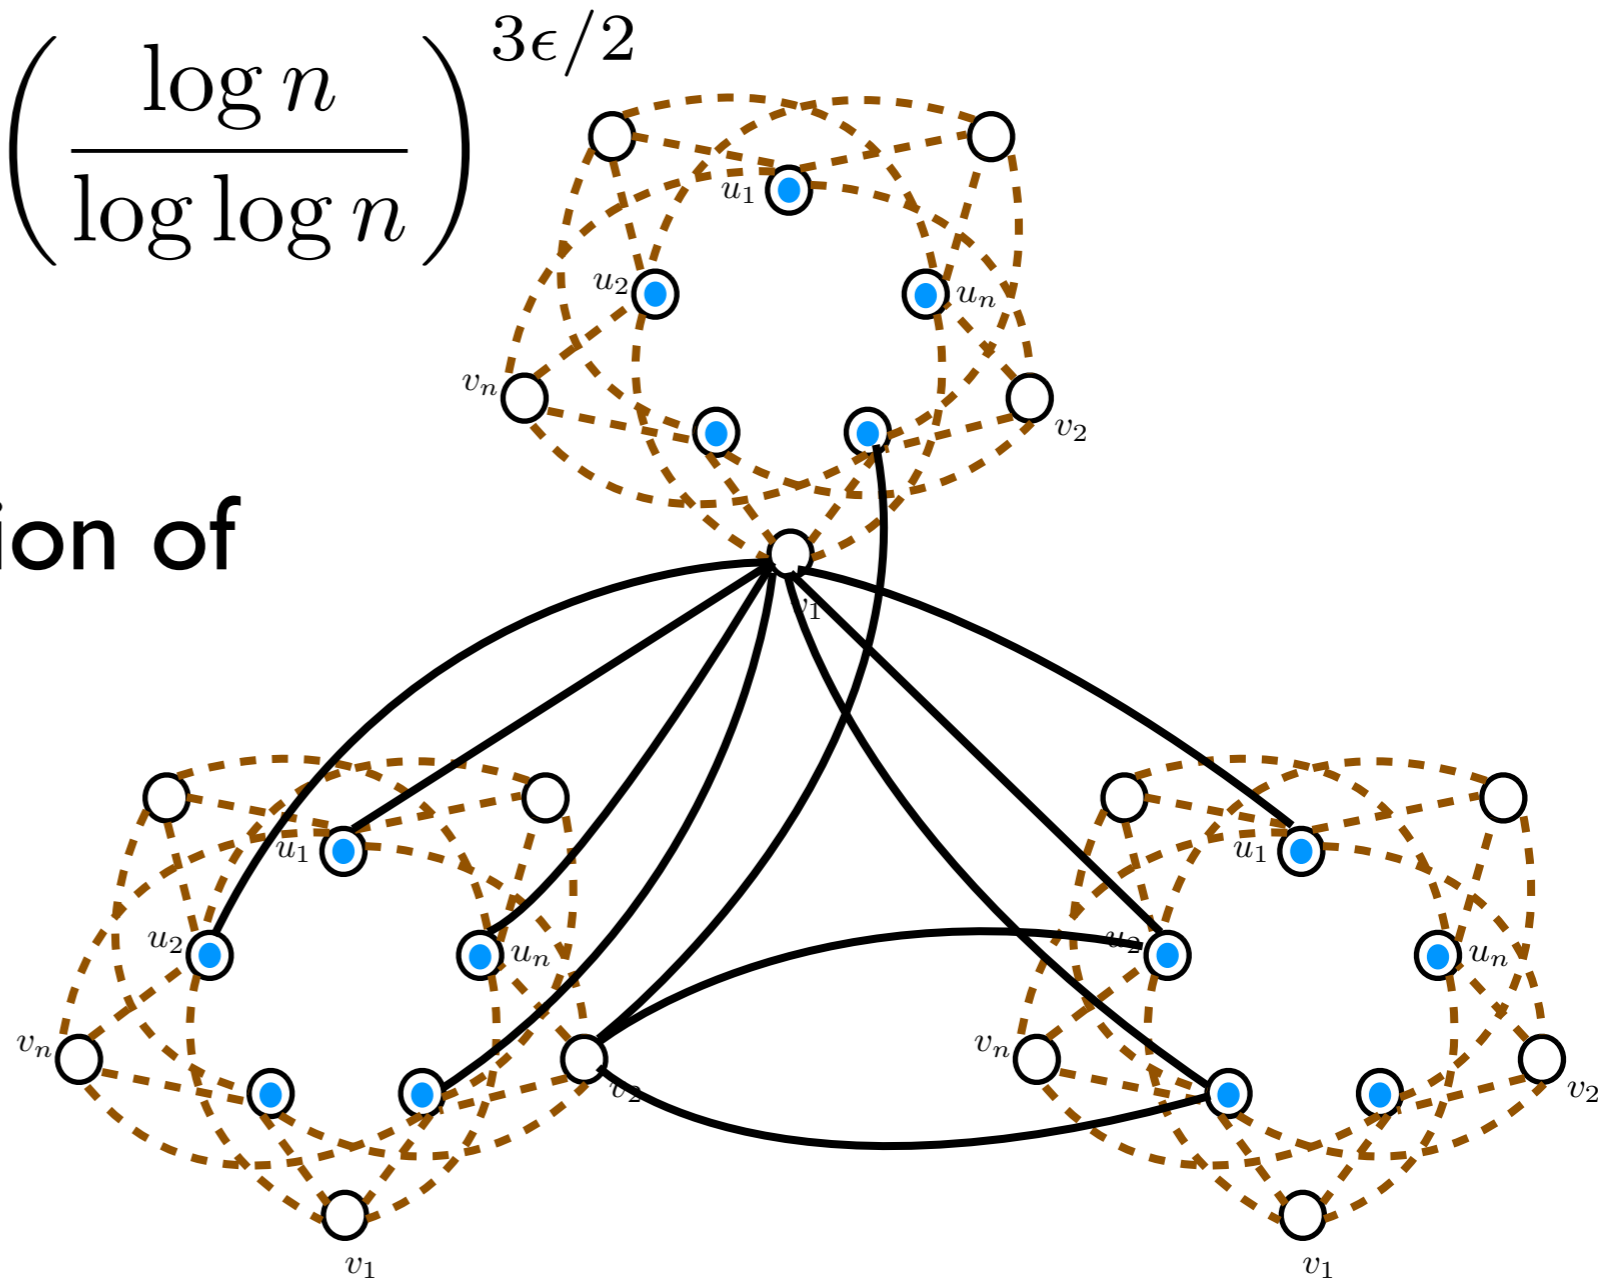 (log n / log log n)^{3ϵ/2}
u_1
u_2 u_n
v_n v_2
ion of
v_1
u_1 u_1
u_2 u_n u_2 u_n
v_n v_2 v_n v_2
v_1 v_1